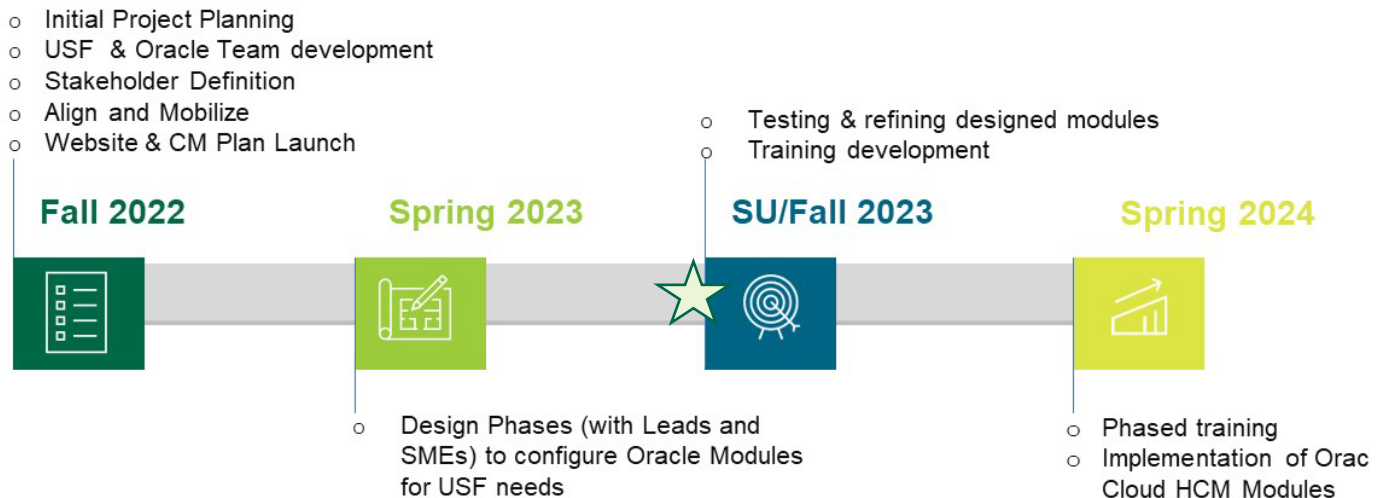 Initial Project Planning
USF & Oracle Team development
Stakeholder Definition
Align and Mobilize
Website & CM Plan Launch
Testing & refining designed modules
Training development
Fall 2022
Spring 2023
SU/Fall 2023
Spring 2024
Design Phases (with Leads and
SMEs) to configure Oracle Modules
for USF needs
Phased training
Implementation of Orac
Cloud HCM Modules